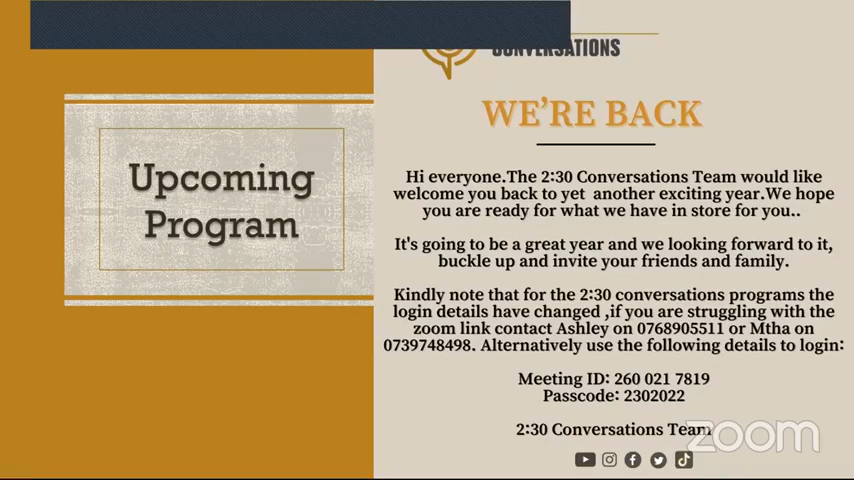 CONVERSATIONS
WE'RE BACK
Upcoming
Program
Hi everyone.The 2:30 Conversations Team would like
welcome you back to yet another exciting year.We hope
you are ready for what we have in store for you..
It's going to be a great year and we looking forward to it,
buckle up and invite your friends and family.
Kindly note that for the 2:30 conversations programs the
login details have changed ,if you are struggling with the
zoom link contact Ashley on 0768905511 or Mtha on
0739748498. Alternatively use the following details to login:
Meeting ID: 260 021 7819
Passcode: 2302022
2:30 Conversations Team
zoom